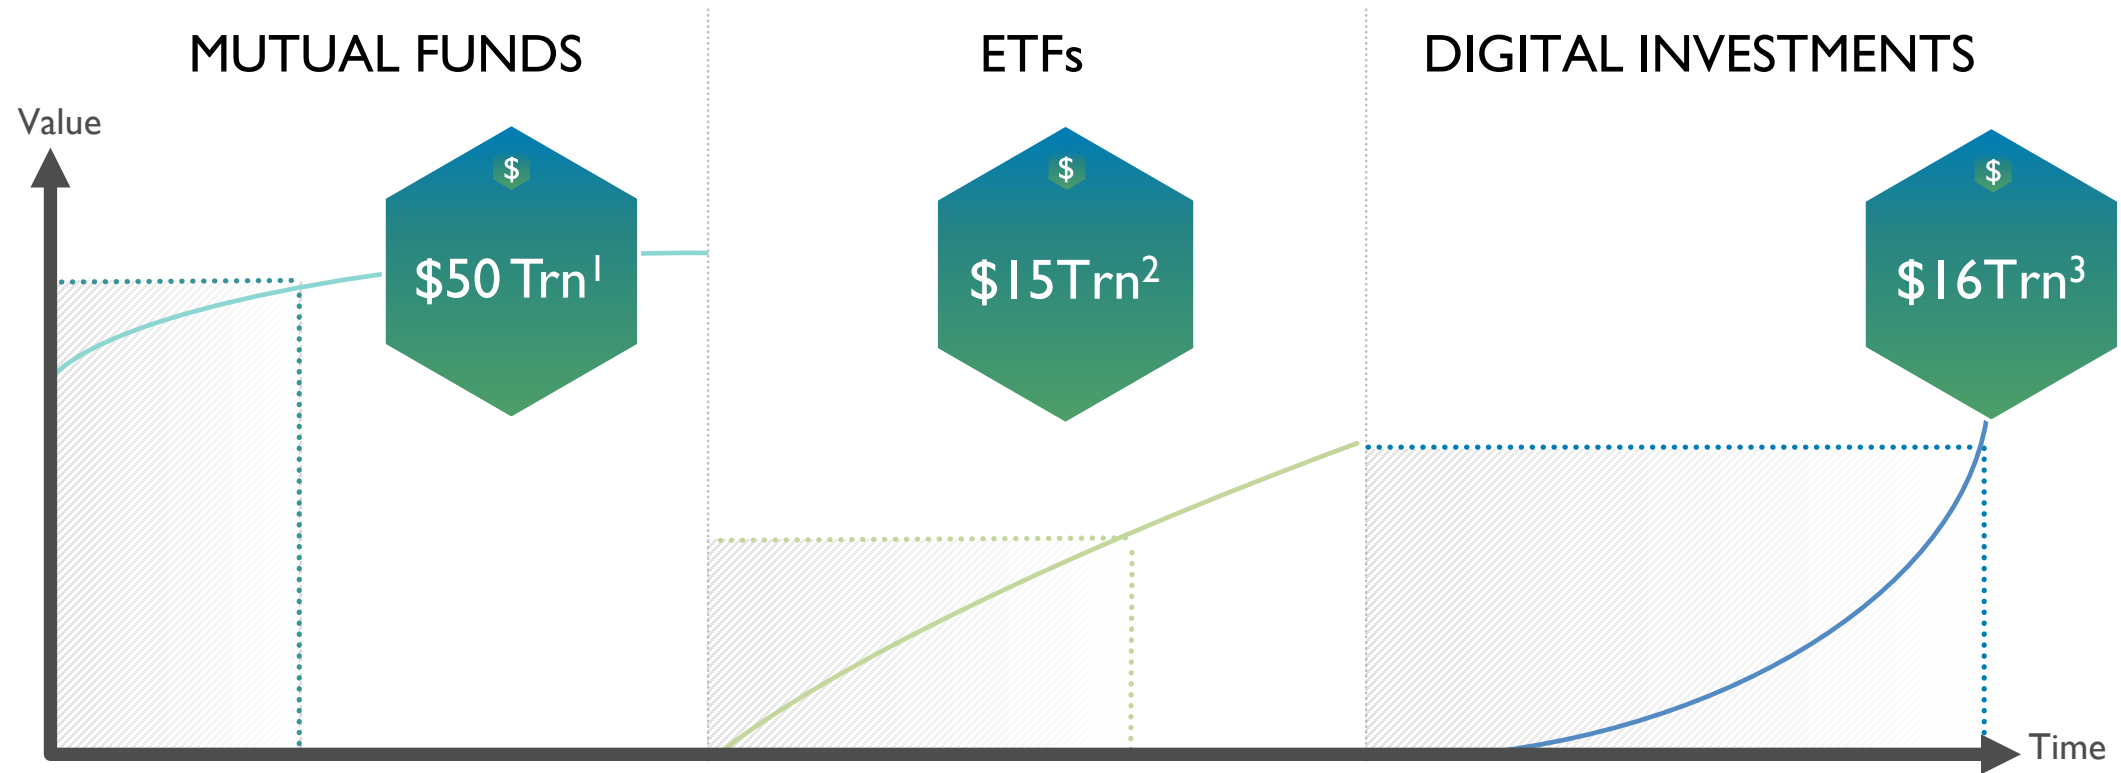 MUTUAL FUNDS
ETFs
DIGITAL INVESTMENTS
Value
$
$50 Trn¹
$
$15Trn²
$
$16Trn³
Time